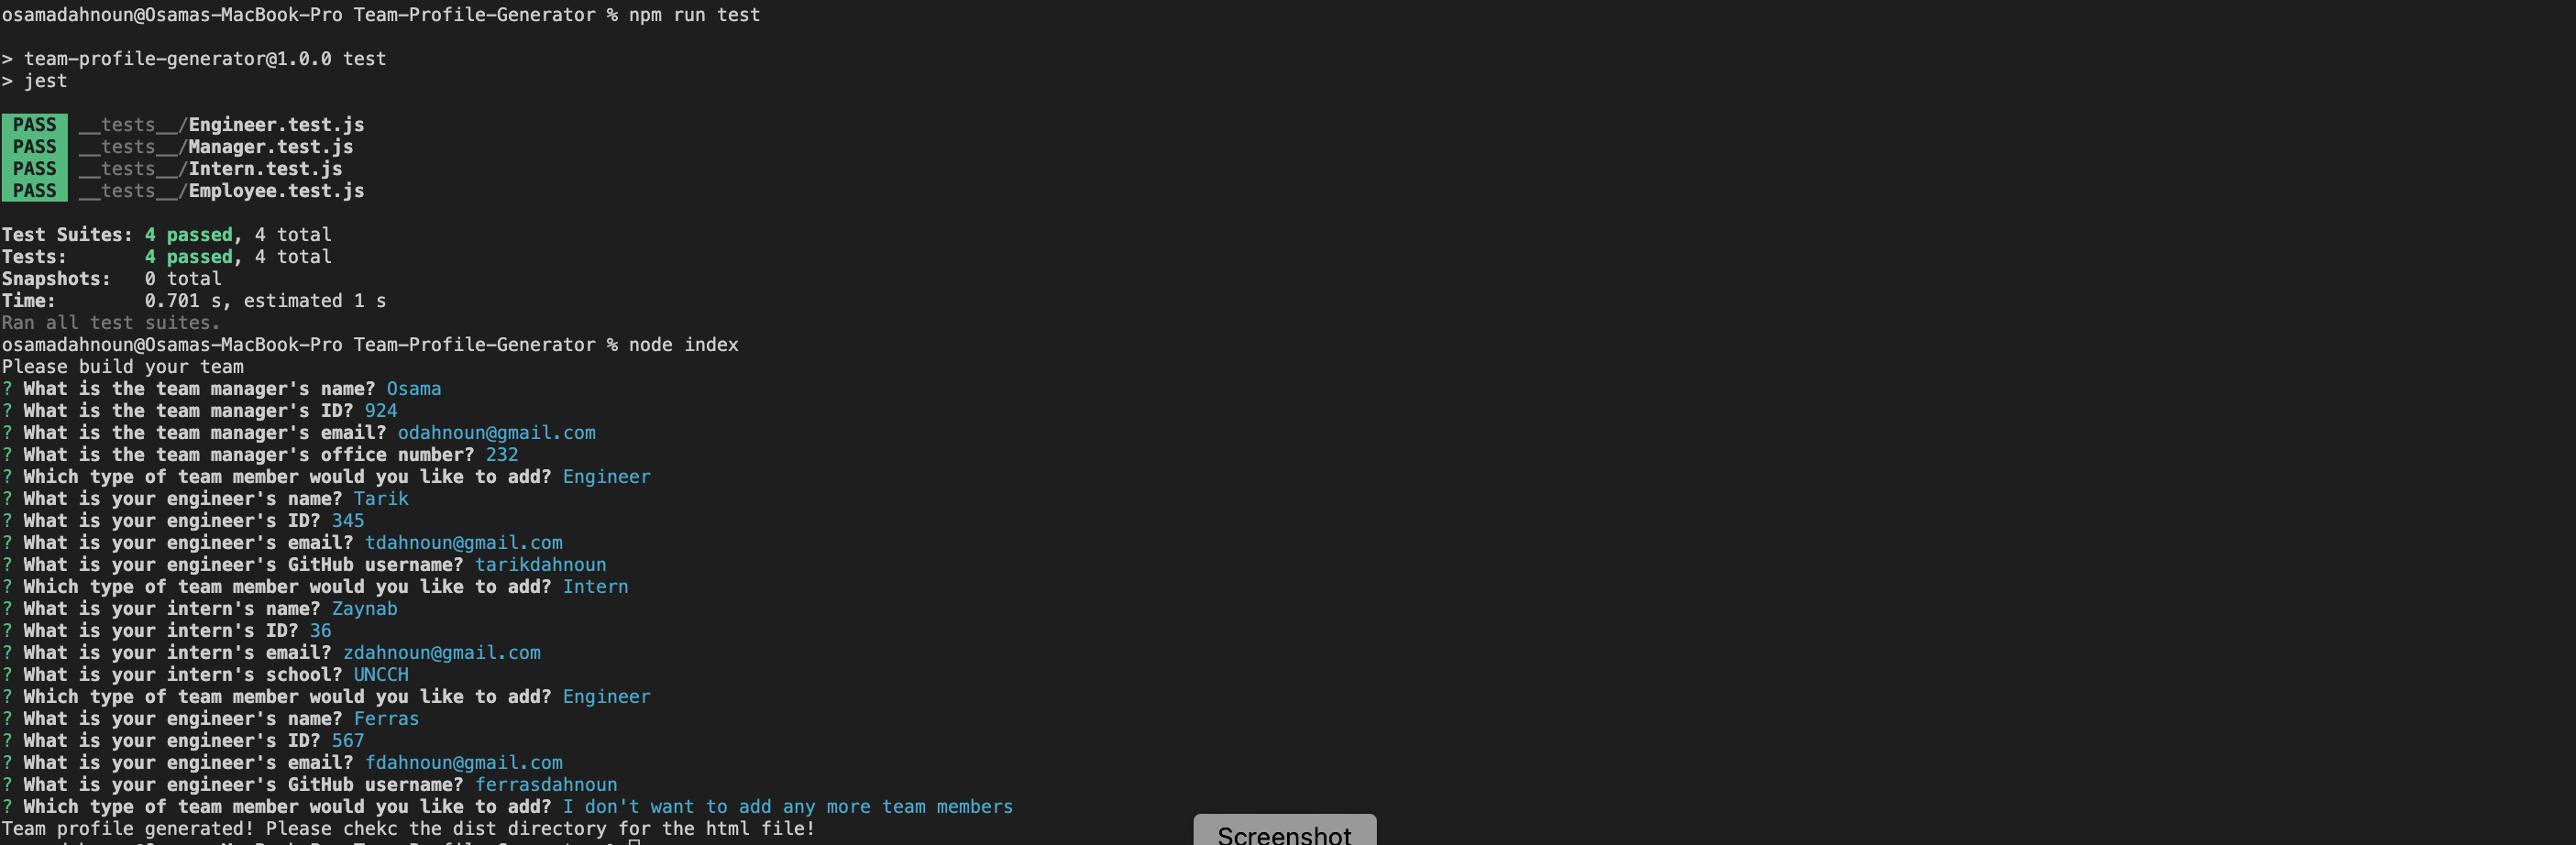 osamadahnoun@Osamas-MacBook-Pro Team-Profile-Generator % npm run test
> team-profile-generator@1.0.0 test
> jest
PASS __tests__/Engineer.test.js
PASS __tests__/Manager.test.js
PASS __tests__/Intern.test.js
PASS __tests__/Employee.test.js
Test Suites: 4 passed, 4 total
Tests: 4 passed, 4 total
Snapshots: 0 total
Time: 0.701 s, estimated 1 s
Ran all test suites.
osamadahnoun@Osamas-MacBook-Pro Team-Profile-Generator % node index
Please build your team
? What is the team manager's name? Osama
? What is the team manager's ID? 924
? What is the team manager's email? odahnoun@gmail.com
? What is the team manager's office number? 232
? Which type of team member would you like to add? Engineer
? What is your engineer's name? Tarik
? What is your engineer's ID? 345
? What is your engineer's email? tdahnoun@gmail.com
? What is your engineer's GitHub username? tarikdahnoun
? Which type of team member would you like to add? Intern
? What is your intern's name? Zaynab
? What is your intern's ID? 36
? What is your intern's email? zdahnoun@gmail.com
? What is your intern's school? UNCCH
? Which type of team member would you like to add? Engineer
? What is your engineer's name? Ferras
? What is your engineer's ID? 567
? What is your engineer's email? fdahnoun@gmail.com
? What is your engineer's GitHub username? ferrasdahnoun
? Which type of team member would you like to add? I don't want to add any more team members
Team profile generated! Please chekc the dist directory for the html file!
Screenshot